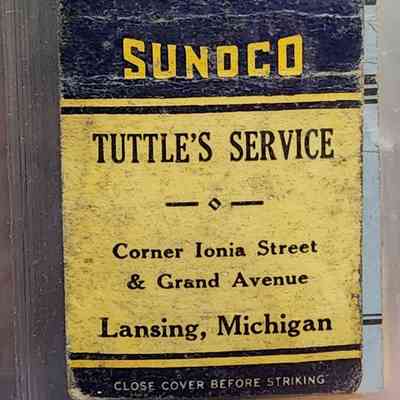 SUNOCO
TUTTLE'S SERVICE
Corner Ionia Street
& Grand Avenue
Lansing, Michigan
CLOSE COVER BEFORE STRIKING